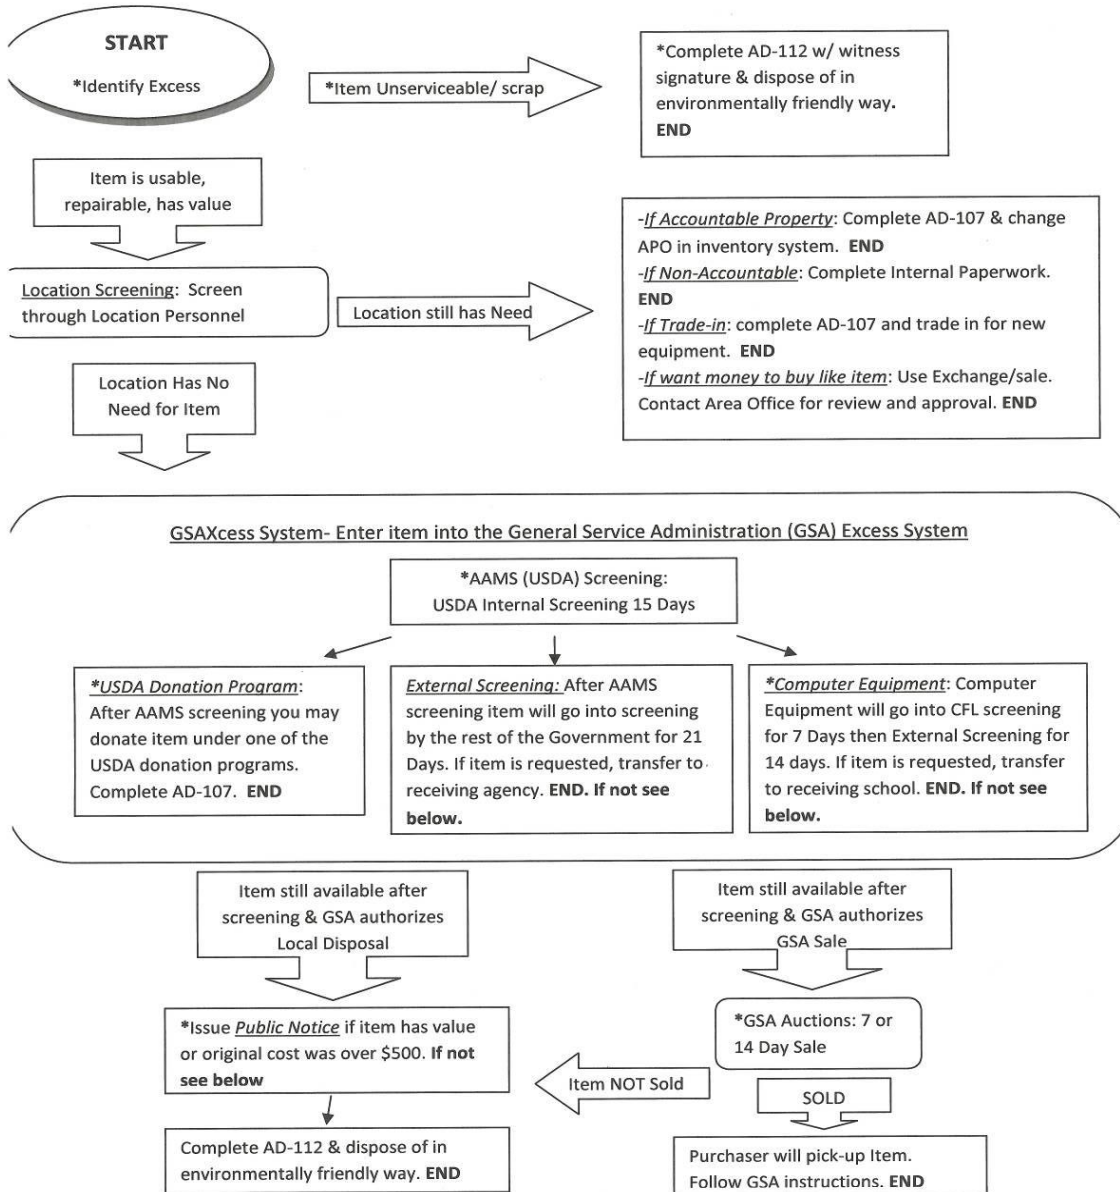 START
*Identify Excess
*Item Unserviceable/ scrap
*Complete AD-112 w/ witness
signature & dispose of in
environmentally friendly way.
END
Item is usable,
repairable, has value
Location Screening: Screen
through Location Personnel
Location still has Need
-If Accountable Property: Complete AD-107 & change
APO in inventory system. END
-If Non-Accountable: Complete Internal Paperwork.
END
-If Trade-in: complete AD-107 and trade in for new
equipment. END
-If want money to buy like item: Use Exchange/sale.
Contact Area Office for review and approval. END
Location Has No
Need for Item
GSAXcess System- Enter item into the General Service Administration (GSA) Excess System
*AAMS (USDA) Screening:
USDA Internal Screening 15 Days
*USDA Donation Program:
After AAMS screening you may
donate item under one of the
USDA donation programs.
Complete AD-107. END
External Screening: After AAMS
screening item will go into screening
by the rest of the Government for 21
Days. If item is requested, transfer to
receiving agency. END. If not see
below.
*Computer Equipment: Computer
Equipment will go into CFL screening
for 7 Days then External Screening for
14 days. If item is requested, transfer
to receiving school. END. If not see
below.
Item still available after
screening & GSA authorizes
Local Disposal
Item still available after
screening & GSA authorizes
GSA Sale
*Issue Public Notice if item has value
or original cost was over $500. If not
see below
*GSA Auctions: 7 or
14 Day Sale
Item NOT Sold
SOLD
Complete AD-112 & dispose of in
environmentally friendly way. END
Purchaser will pick-up Item.
Follow GSA instructions. END